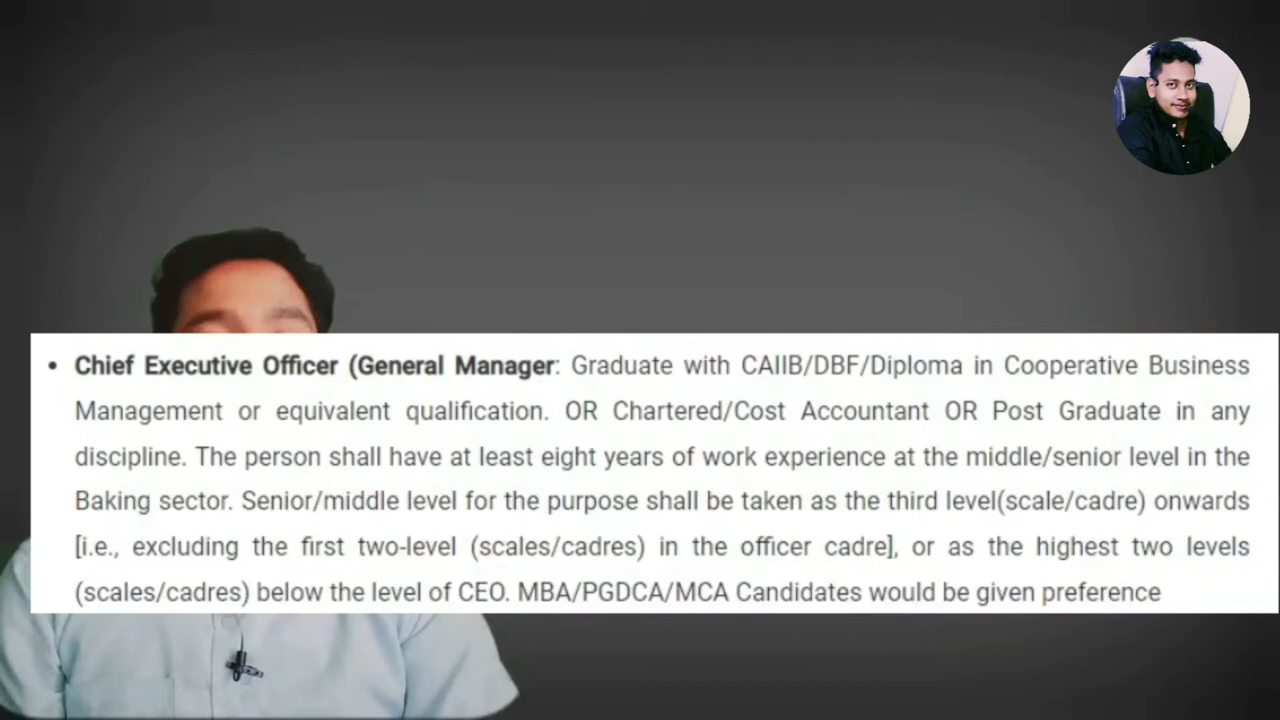 • Chief Executive Officer (General Manager: Graduate with CAIIB/DBF/Diploma in Cooperative Business
Management or equivalent qualification. OR Chartered/Cost Accountant OR Post Graduate in any
discipline. The person shall have at least eight years of work experience at the middle/senior level in the
Baking sector. Senior/middle level for the purpose shall be taken as the third level(scale/cadre) onwards
[i.e., excluding the first two-level (scales/cadres) in the officer cadre], or as the highest two levels
(scales/cadres) below the level of CEO. MBA/PGDCA/MCA Candidates would be given preference